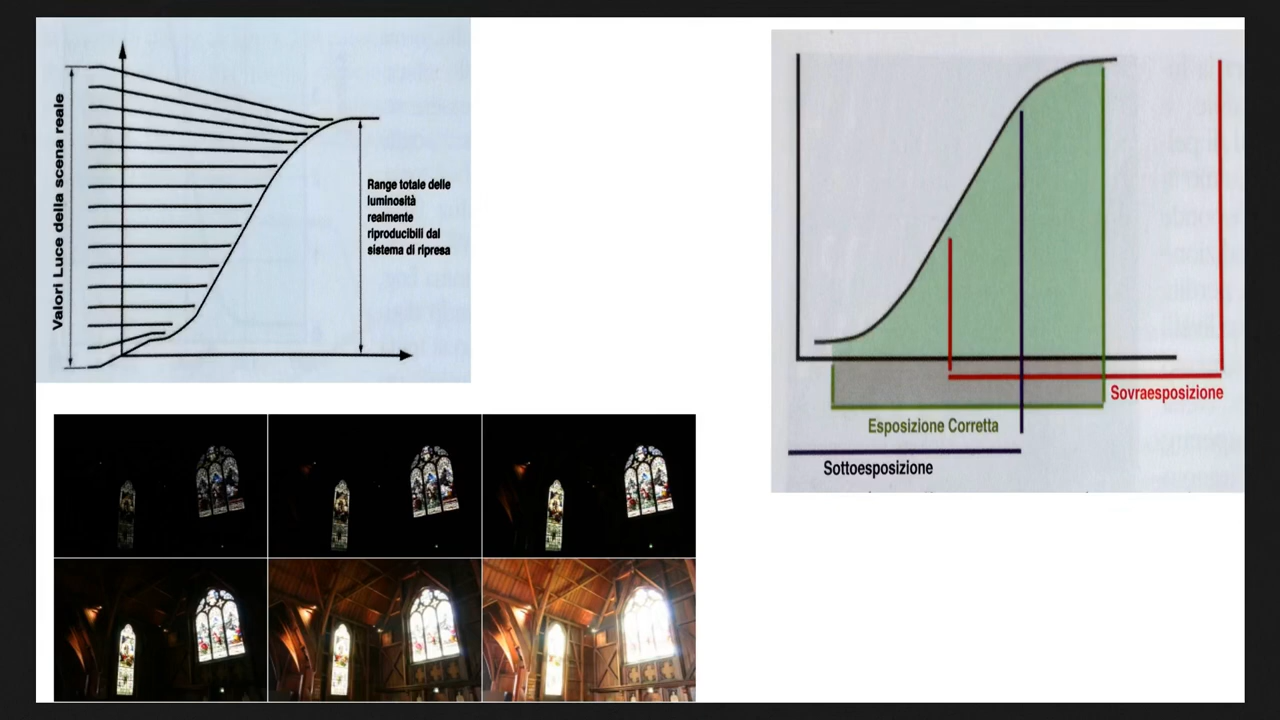 Valori Luce della scena reale
Range totale delle
luminosità
realmente
riproducibili dal
sistema di ripresa
Sovraesposizione
Esposizione Corretta
Sottoesposizione